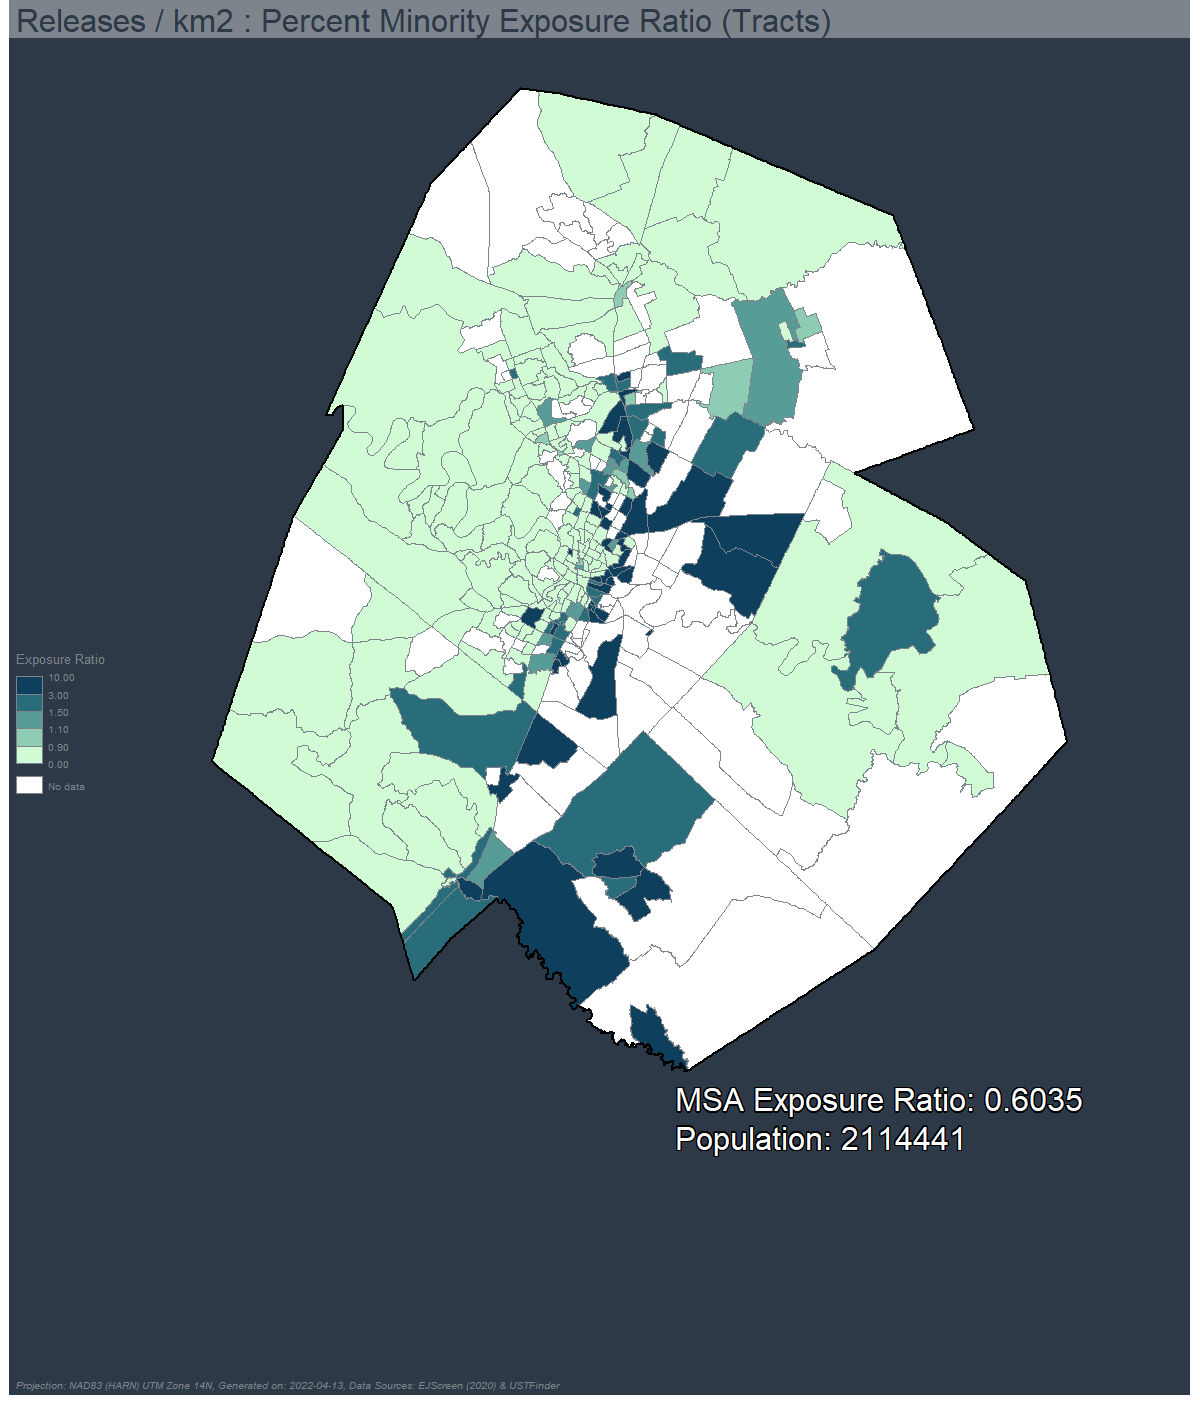 Releases / km2 : Percent Minority Exposure Ratio (Tracts)
Exposure Ratio
10.00
3.00
1.50
1.10
0.90
0.00
No data
MSA Exposure Ratio: 0.6035
Population: 2114441
Projection: NAD83 (HARN) UTM Zone 14N, Generated on: 2022-04-13, Data Sources: EJScreen (2020) & USTFinder